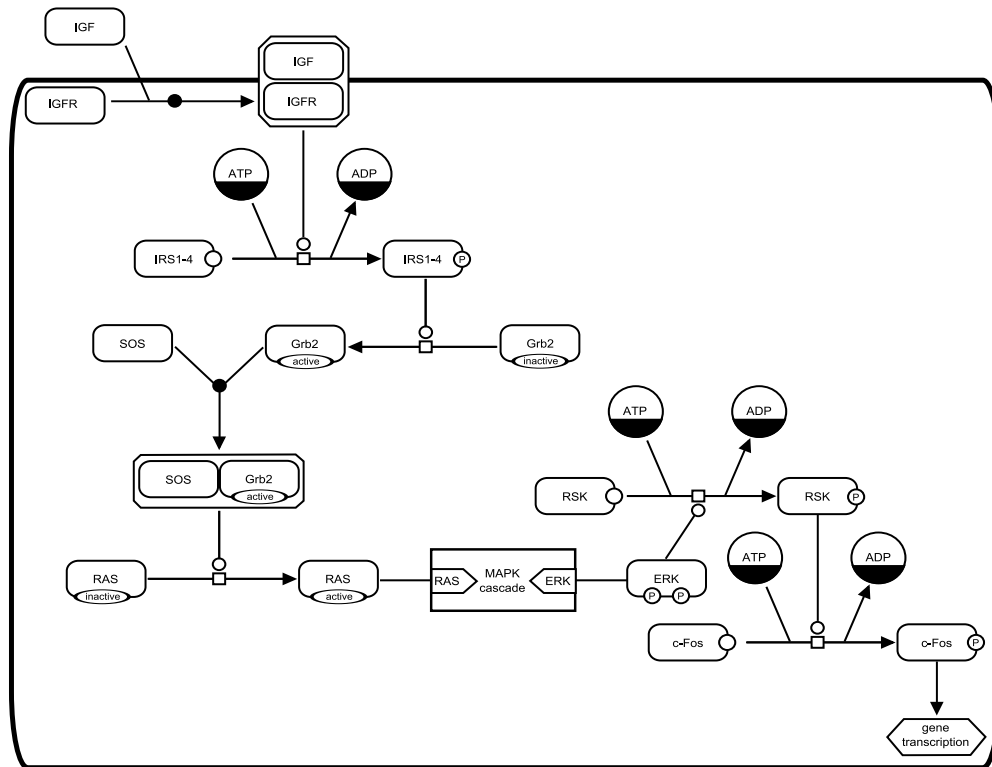 IGF
IGF
IGFR
IGFR
ATP
ADP
IRS1-4
IRS1-4
P
SOS
Grb2
active
Grb2
inactive
ATP
ADP
SOS
Grb2
active
RSK
RSK
P
ATP
ADP
RAS
inactive
RAS
active
RAS
MAPK
cascade
ERK
ERK
P
P
c-Fos
c-Fos
P
gene
transcription